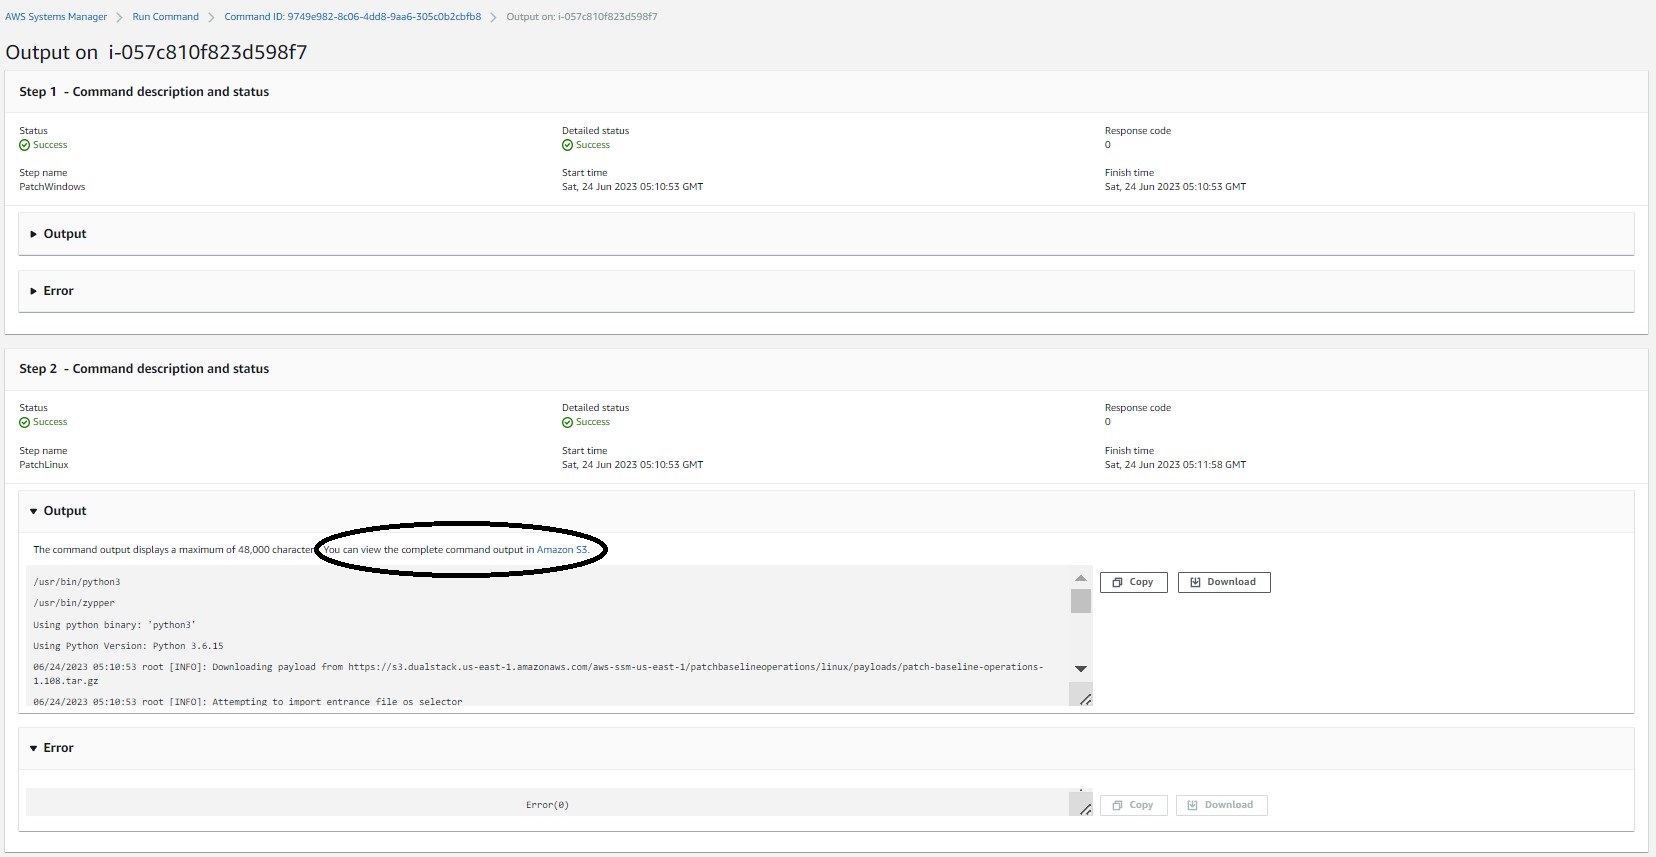 AWS Systems Manager > Run Command > Command ID: 9749e982-8c06-4dd8-9aa6-305c0b2cbfb8 > Output on: i-057c810f823d598f7
Output on i-057c810f823d598f7
Step 1 - Command description and status
Status
Success
Detailed status
Success
Response code
0
Step name
PatchWindows
Start time
Sat, 24 Jun 2023 05:10:53 GMT
Finish time
Sat, 24 Jun 2023 05:10:53 GMT
Output
Error
Step 2 - Command description and status
Status
Success
Detailed status
Success
Response code
0
Step name
PatchLinux
Start time
Sat, 24 Jun 2023 05:10:53 GMT
Finish time
Sat, 24 Jun 2023 05:11:58 GMT
Output
The command output displays a maximum of 48,000 character You can view the complete command output in Amazon S3.
/usr/bin/python3
/usr/bin/zypper
Using python binary: 'python3'
Using Python Version: Python 3.6.15
06/24/2023 05:10:53 root [INFO]: Downloading payload from https://s3.dualstack.us-east-1.amazonaws.com/aws-ssm-us-east-1/patchbaselineoperations/linux/payloads/patch-baseline-operations-
1.108.tar.gz
06/24/2023 05:10:53 root [INFO]: Attempting to import entrance file os_selector
Copy
Download
Error
Error(0)
Copy
Download